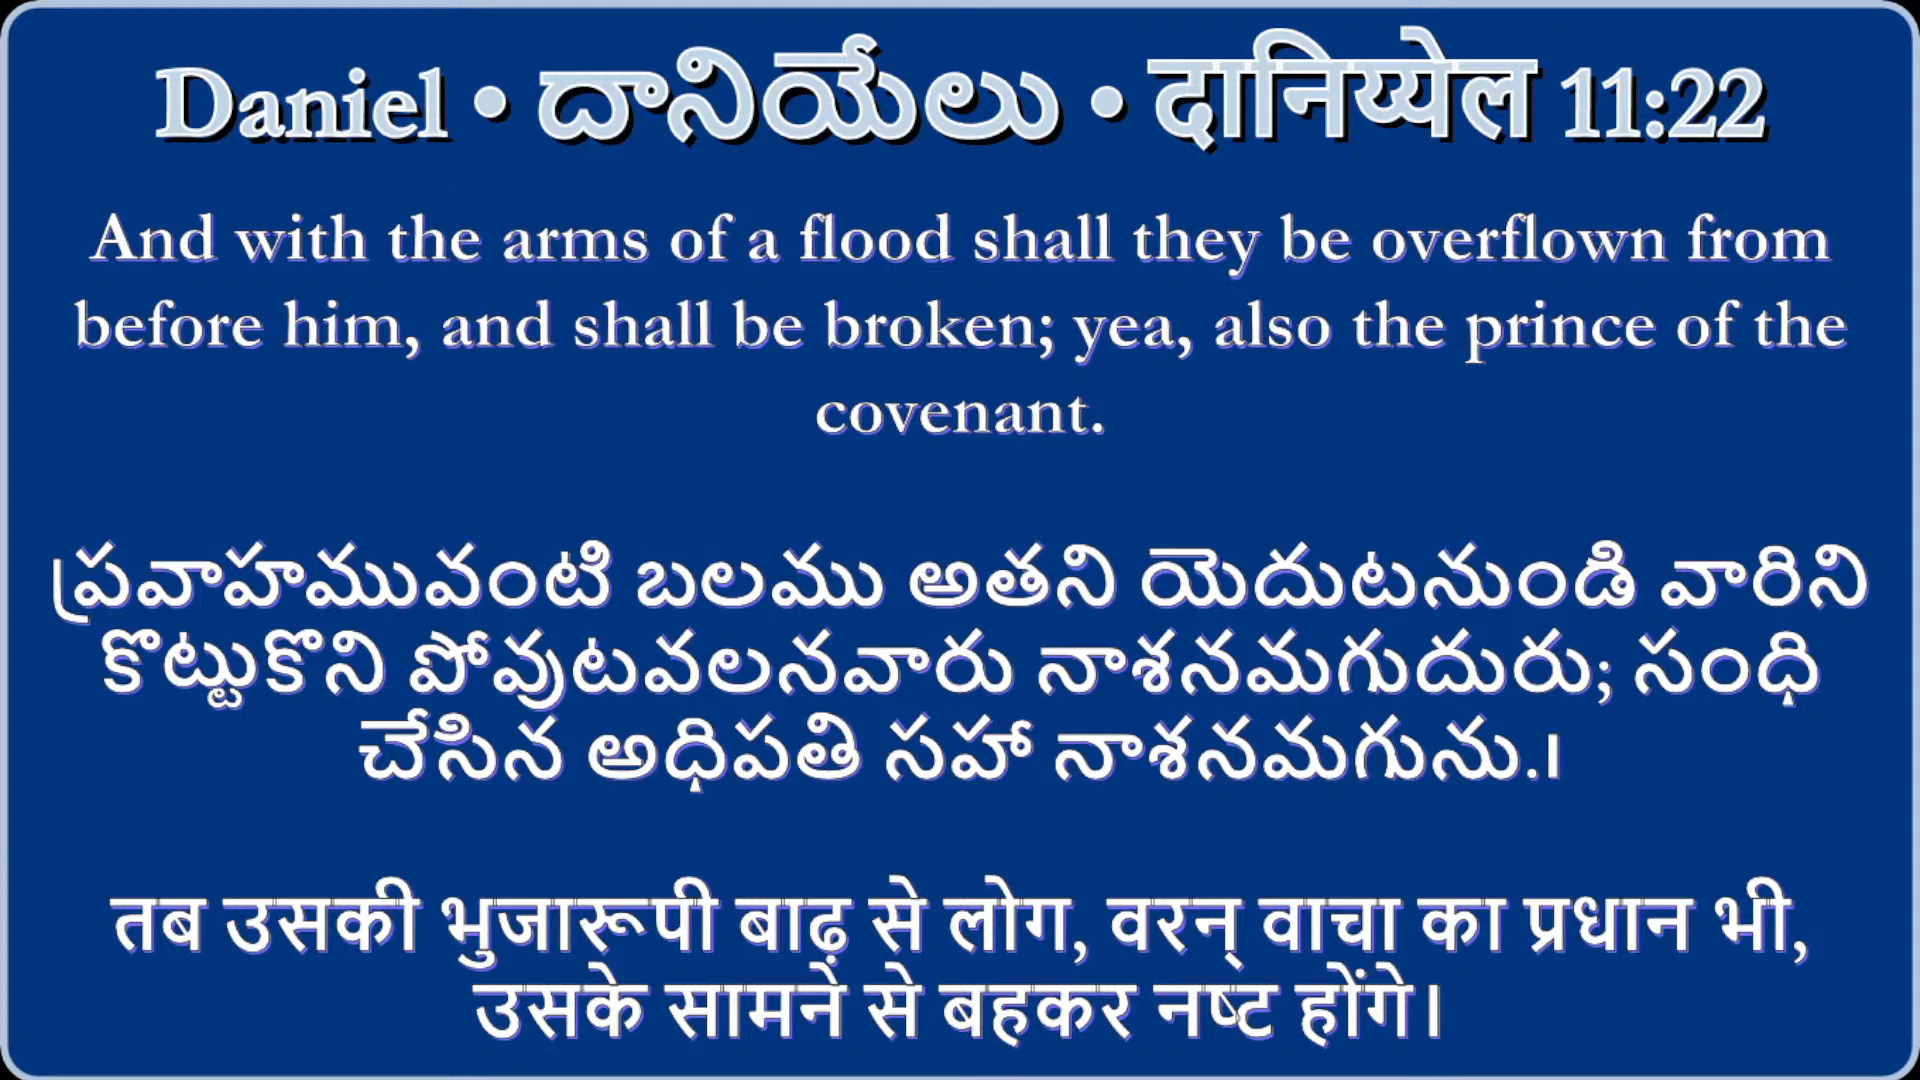 Daniel • దానియేలు • दानिय्येल 11:22
And with the arms of a flood shall they be overflown from
before him, and shall be broken; yea, also the prince of the
covenant.
ప్రవాహమువంటి బలము అతని యెదుటనుండి వారిని
కొట్టుకొని పోవుటవలనవారు నాశనమగుదురు; సంధి
చేసిన అధిపతి సహా నాశనమగును.।
तब उसकी भुजारूपी बाढ़ से लोग, वरन् वाचा का प्रधान भी,
उसके सामने से बहकर नष्ट होंगे।